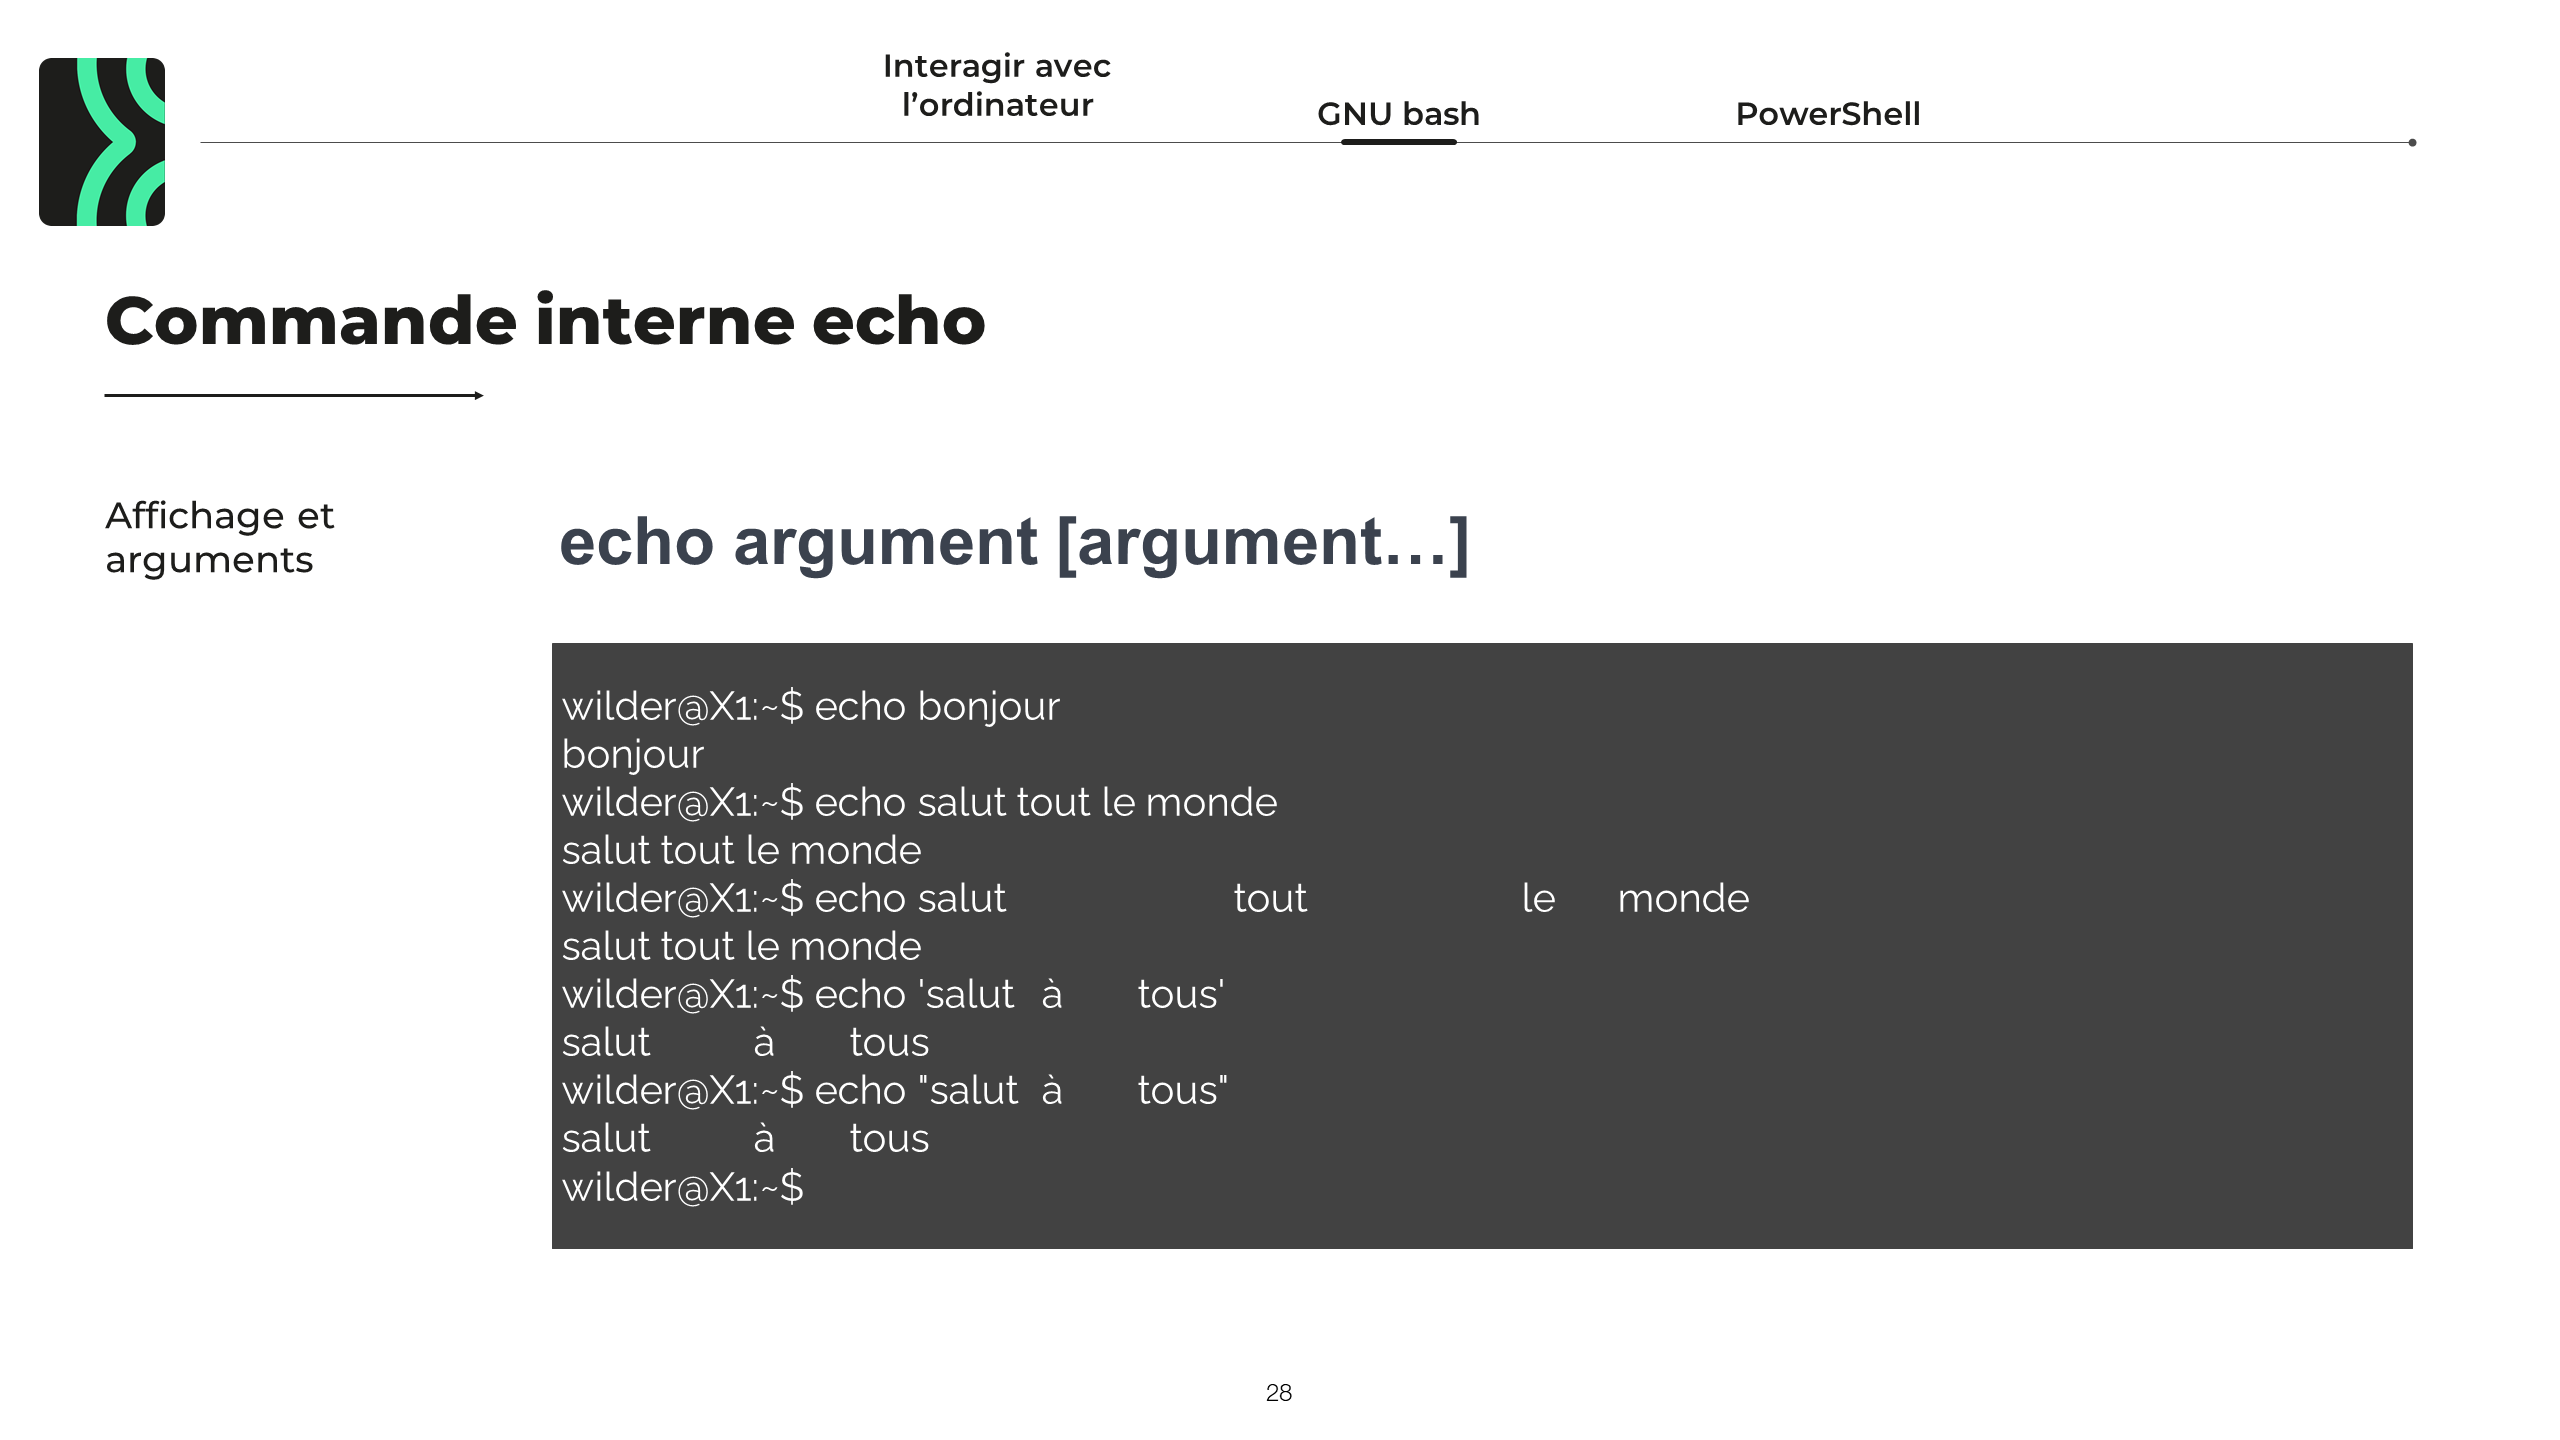 Interagir avec
l’ordinateur
GNU bash
PowerShell
Commande interne echo
Affichage et
arguments
echo argument [argument…]
wilder@X1:~$ echo bonjour
bonjour
wilder@X1:~$ echo salut tout le monde
salut tout le monde
wilder@X1:~$ echo salut                    tout                    le      monde
salut tout le monde
wilder@X1:~$ echo 'salut   à       tous'
salut          à       tous
wilder@X1:~$ echo "salut   à       tous"
salut          à       tous
wilder@X1:~$
28